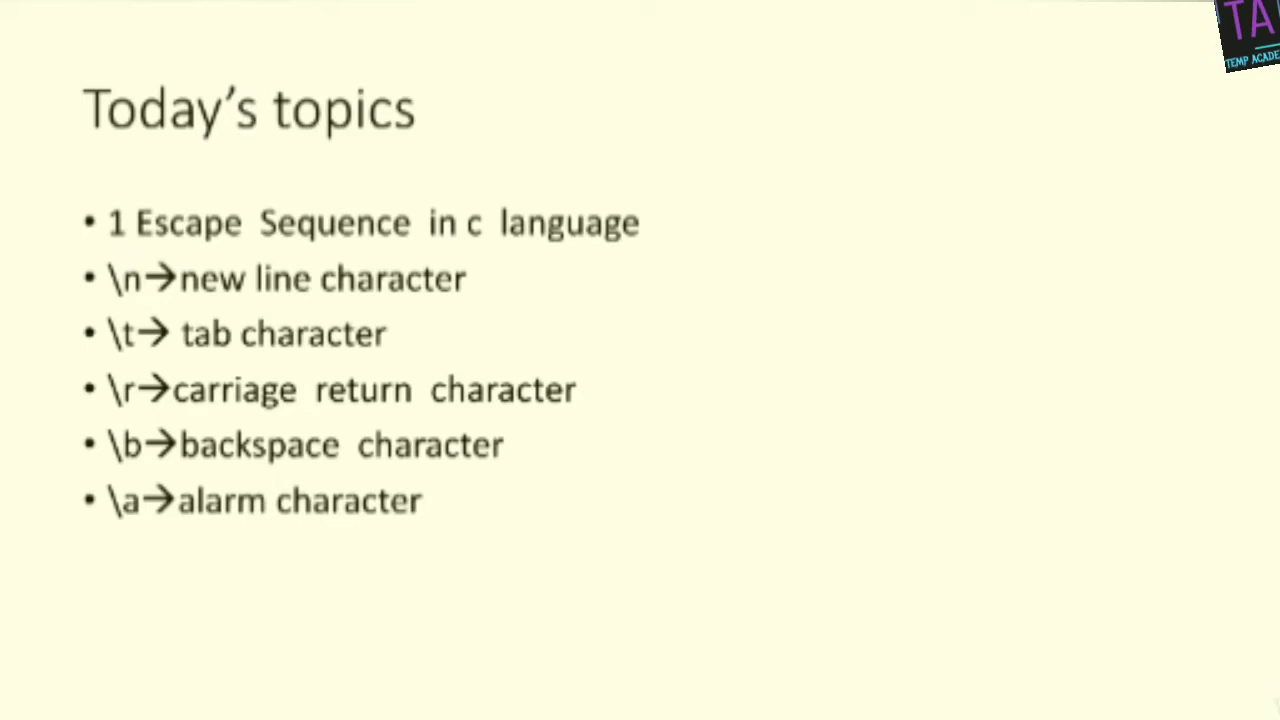 TA
TEMP ACADE
Today's topics
• 1 Escape Sequence in c language
• \n→new line character
• \t→ tab character
• \r→carriage return character
• \b→backspace character
• \a→alarm character